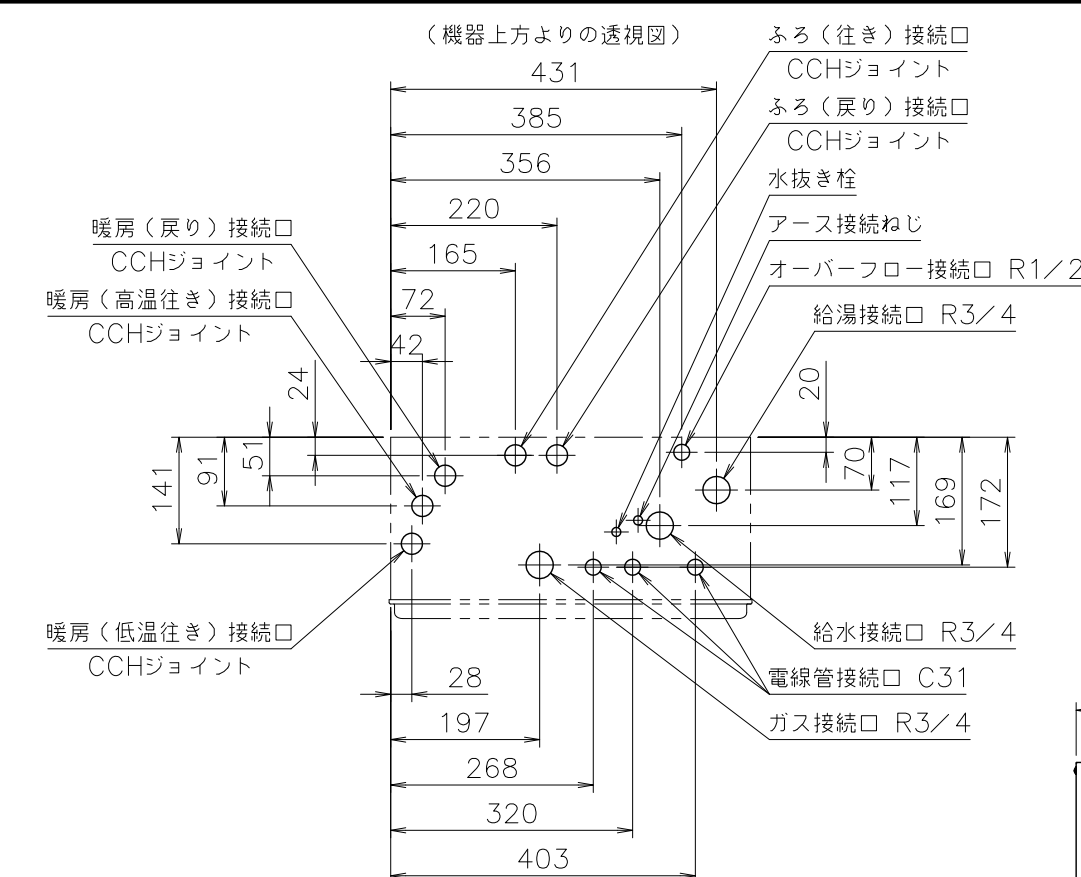 (機器上方よりの透視図)
ふろ(往き)接続口
CCHジョイント
431
ふろ(戻り)接続口
385
CCHジョイント
356
水抜き栓
220
アース接続ねじ
暖房(戻り)接続口
165
CCHジョイント
オーバーフロー接続口 R1/2
暖房(高温往き)接続口
72
給湯接続口 R3/4
CCHジョイント
42
24
20
51
91
141
70
117
169
172
暖房(低温往き)接続口
給水接続口 R3/4
CCHジョイント
28
電線管接続口 C31
197
ガス接続口 R3/4
268
320
403